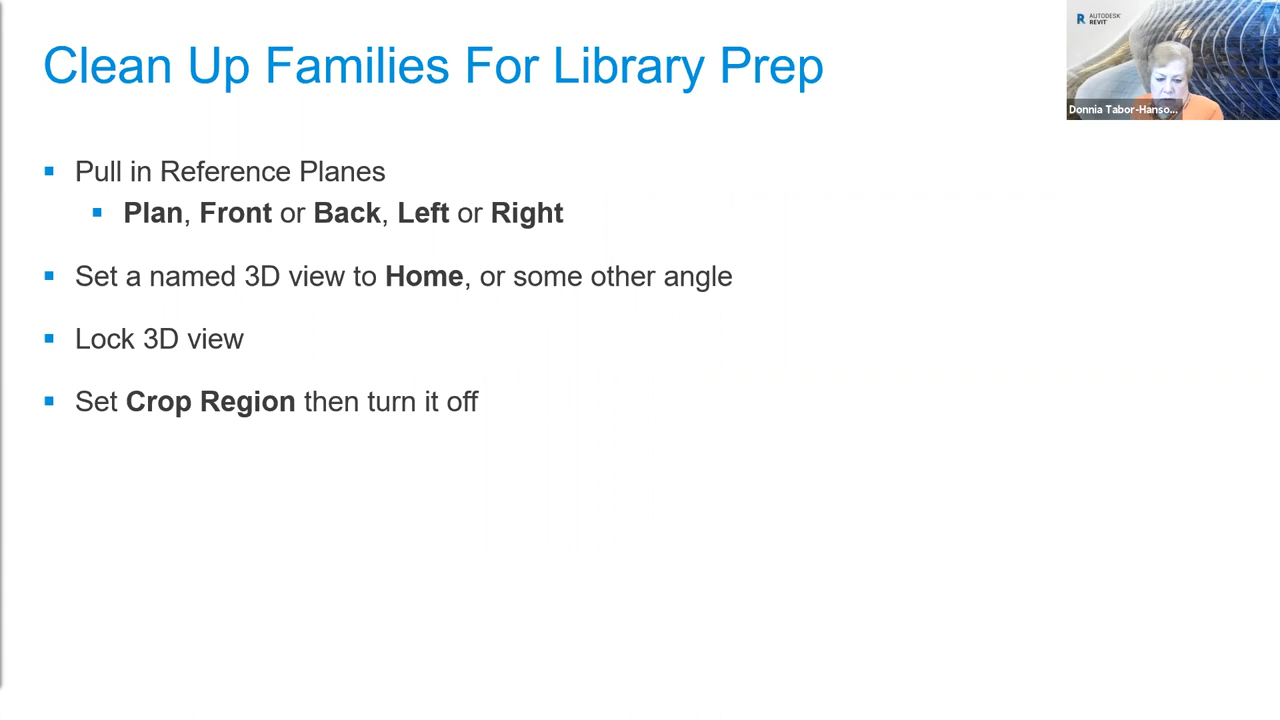 Clean Up Families For Library Prep
AUTODESK
REVIT
Donnia Tabor-Hanso...
▪ Pull in Reference Planes
▪ Plan, Front or Back, Left or Right
▪ Set a named 3D view to Home, or some other angle
▪ Lock 3D view
▪ Set Crop Region then turn it off